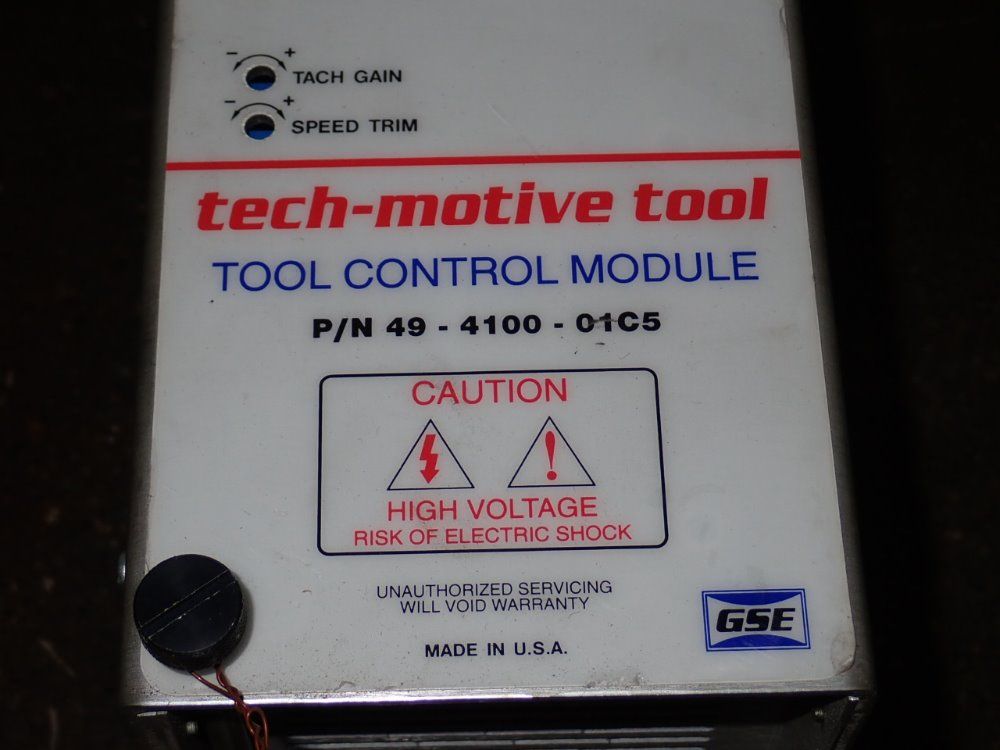 - +
TACH GAIN
- +
SPEED TRIM
tech-motive tool
TOOL CONTROL MODULE
P/N 49 - 4100 - 01C5
CAUTION
!
HIGH VOLTAGE
RISK OF ELECTRIC SHOCK
UNAUTHORIZED SERVICING
WILL VOID WARRANTY
MADE IN U.S.A.
GSE